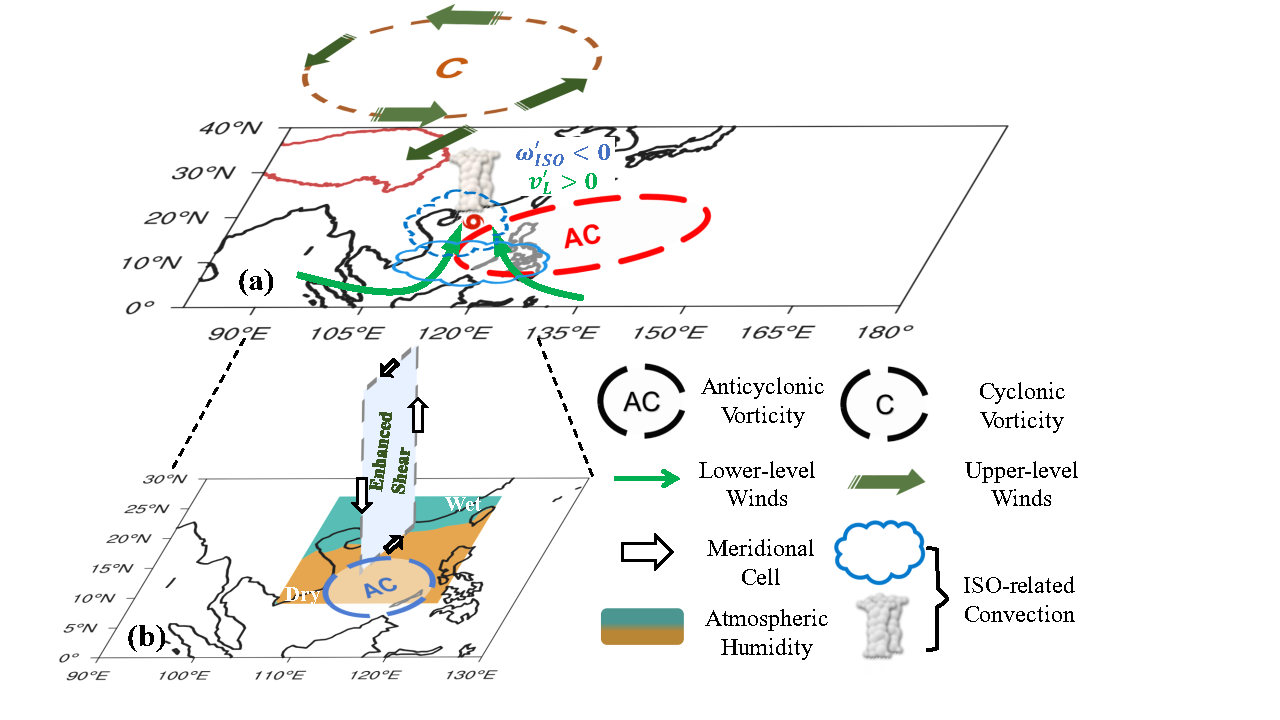 C
40°N
30°N
20°N
10°N
0°
ω′ISO < 0
v′L > 0
AC
(a)
90°E 105°E 120°E 135°E 150°E 165°E 180°
Enhanced
Shear
30°N
25°N
20°N
15°N
10°N
5°N
0°
Wet
Dry
AC
(b)
90°E 100°E 110°E 120°E 130°E
AC
Anticyclonic
Vorticity
C
Cyclonic
Vorticity
Lower-level
Winds
Upper-level
Winds
Meridional
Cell
Atmospheric
Humidity
ISO-related
Convection